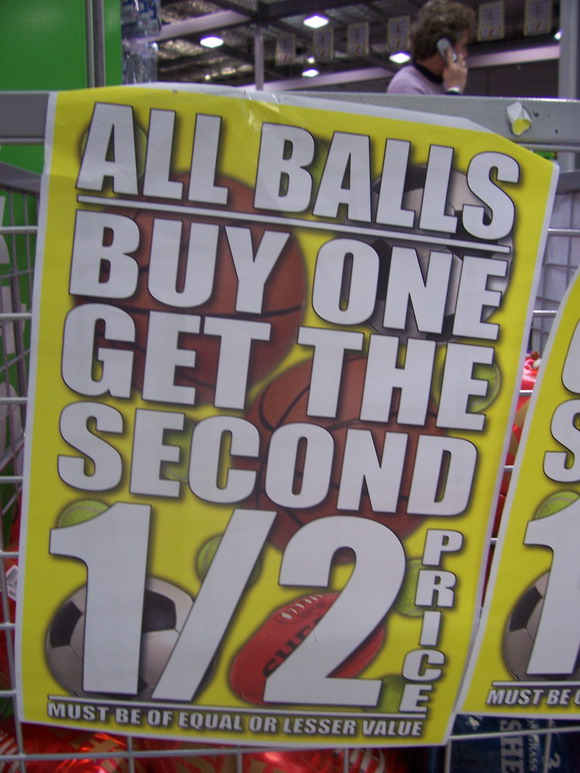 ALL BALLS
BUY ONE
GET THE
SECOND
1/2
PRICE
MUST BE OF EQUAL OR LESSER VALUE
S
1
MUST BE